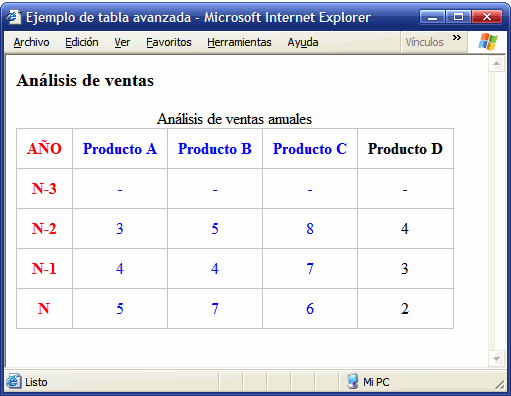 Ejemplo de tabla avanzada - Microsoft Internet Explorer
Archivo Edición Ver Favoritos Herramientas Ayuda Vínculos »
Análisis de ventas
Análisis de ventas anuales
AÑO Producto A Producto B Producto C Producto D
N-3 - - - -
N-2 3 5 8 4
N-1 4 4 7 3
N 5 7 6 2
Listo Mi PC